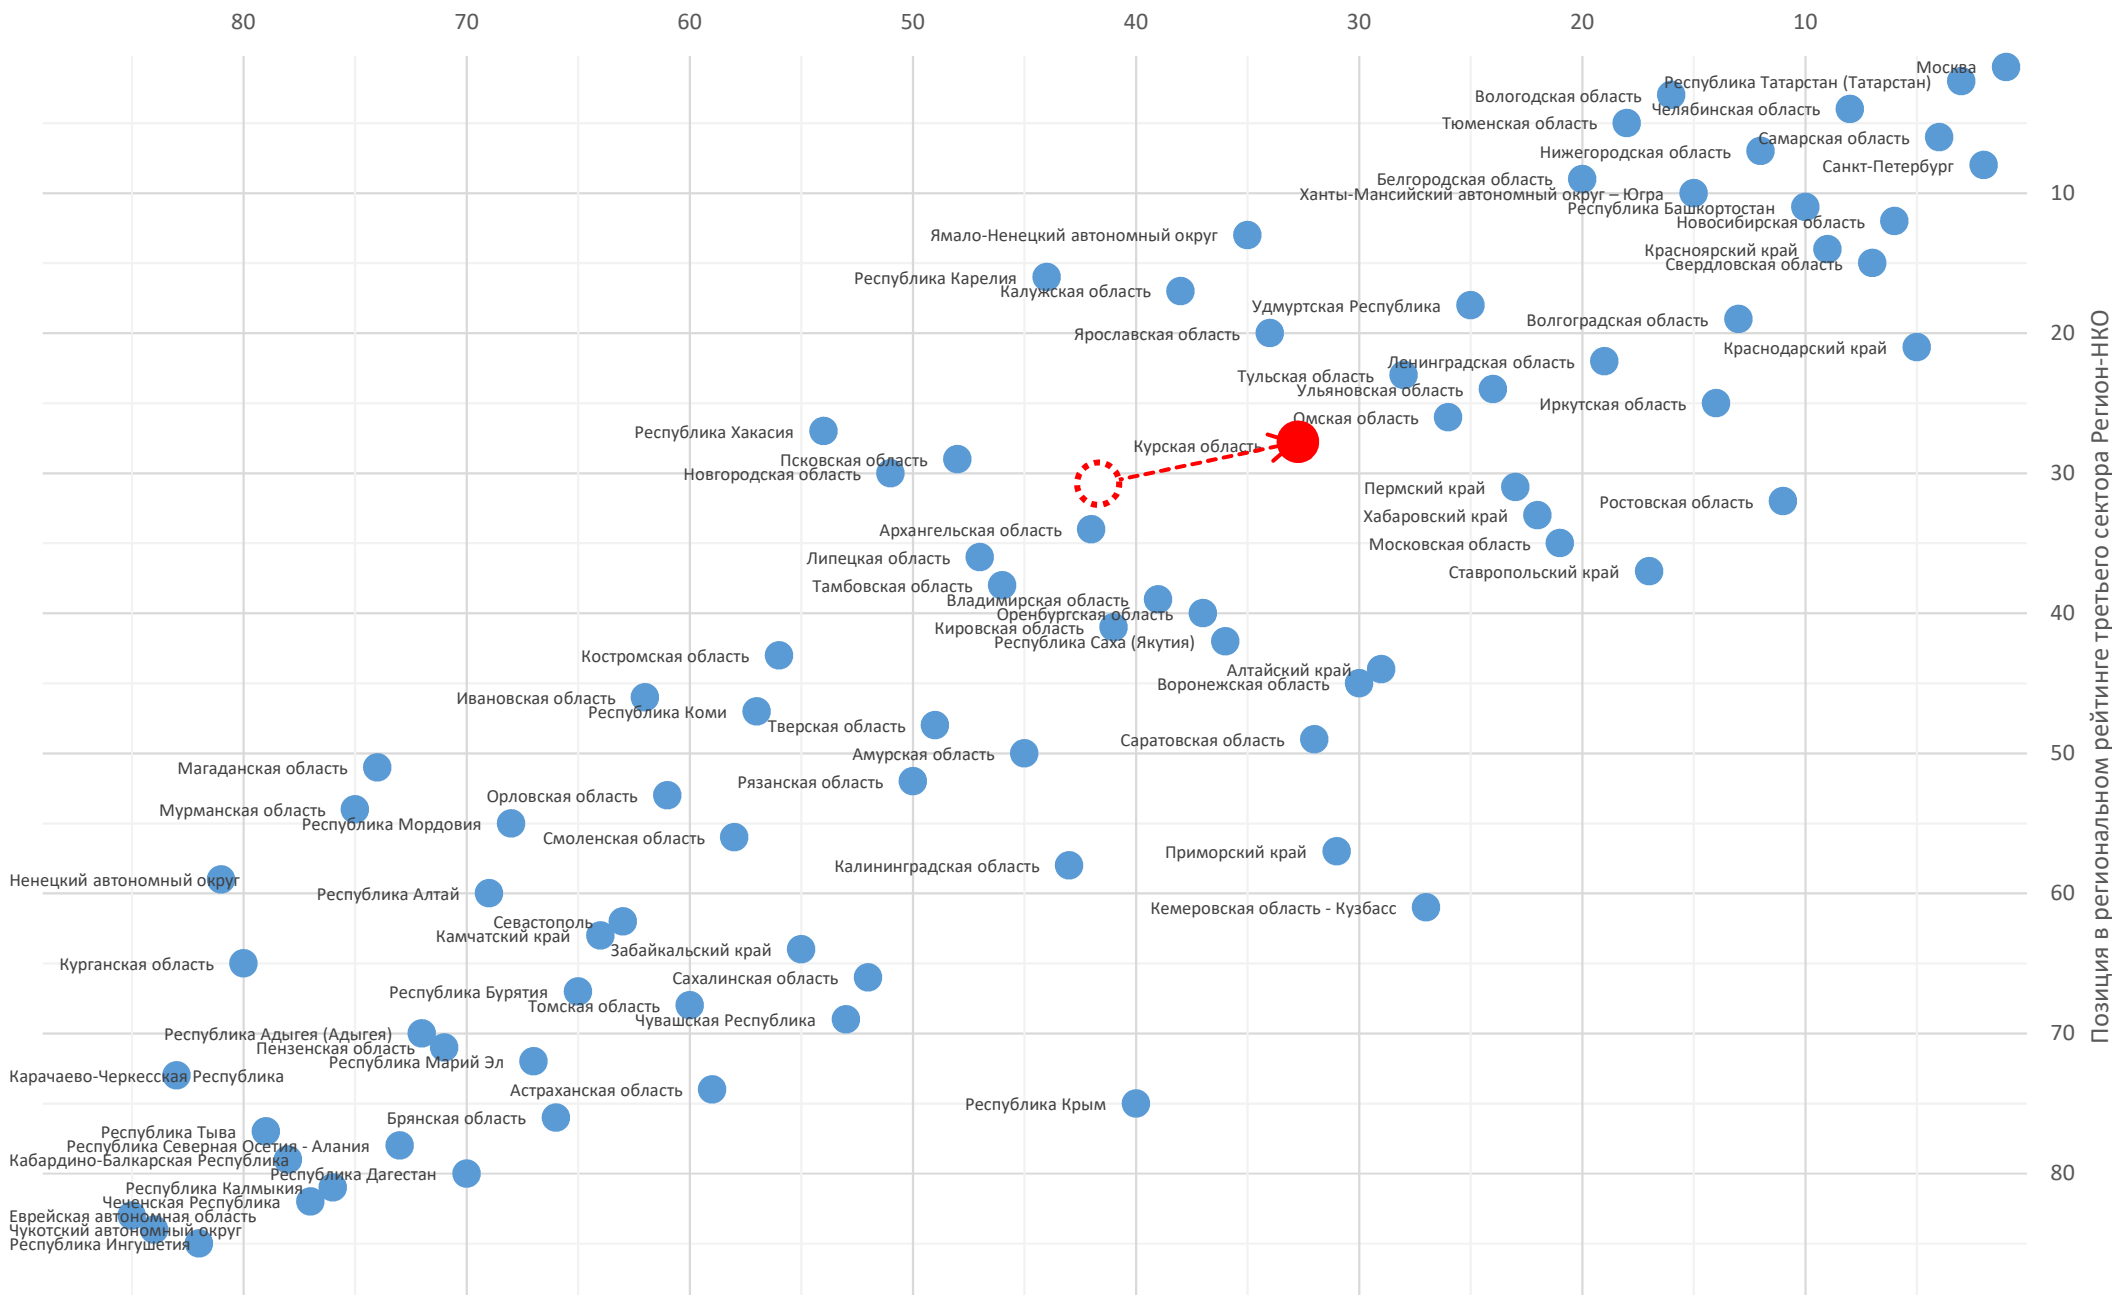 80 70 60 50 40 30 20 10
Москва
Республика Татарстан (Татарстан)
Вологодская область
Челябинская область
Тюменская область
Самарская область
Нижегородская область
Санкт-Петербург
Белгородская область
10
Ханты-Мансийский автономный округ – Югра
Республика Башкортостан
Новосибирская область
Ямало-Ненецкий автономный округ
Красноярский край
Свердловская область
Республика Карелия
Калужская область
Удмуртская Республика
Волгоградская область
20
Ярославская область
Краснодарский край
Ленинградская область
Тульская область
Ульяновская область
Иркутская область
Омская область
Республика Хакасия
Курская область
Псковская область
30
Новгородская область
Пермский край
Ростовская область
Хабаровский край
Архангельская область
Московская область
Липецкая область
Ставропольский край
Тамбовская область
Владимирская область
40
Оренбургская область
Кировская область
Республика Саха (Якутия)
Костромская область
Алтайский край
Воронежская область
Ивановская область
Республика Коми
Тверская область
Саратовская область
50
Амурская область
Магаданская область
Рязанская область
Орловская область
Мурманская область
Республика Мордовия
Смоленская область
Приморский край
Калининградская область
Ненецкий автономный округ
60
Республика Алтай
Кемеровская область - Кузбасс
Севастополь
Камчатский край
Забайкальский край
Курганская область
Сахалинская область
Республика Бурятия
Томская область
Чувашская Республика
70
Республика Адыгея (Адыгея)
Пензенская область
Республика Марий Эл
Карачаево-Черкесская Республика
Астраханская область
Республика Крым
Брянская область
Республика Тыва
Республика Северная Осетия - Алания
Кабардино-Балкарская Республика
80
Республика Дагестан
Республика Калмыкия
Чеченская Республика
Еврейская автономная область
Чукотский автономный округ
Республика Ингушетия
Позиция в региональном рейтинге третьего сектора Регион-НКО